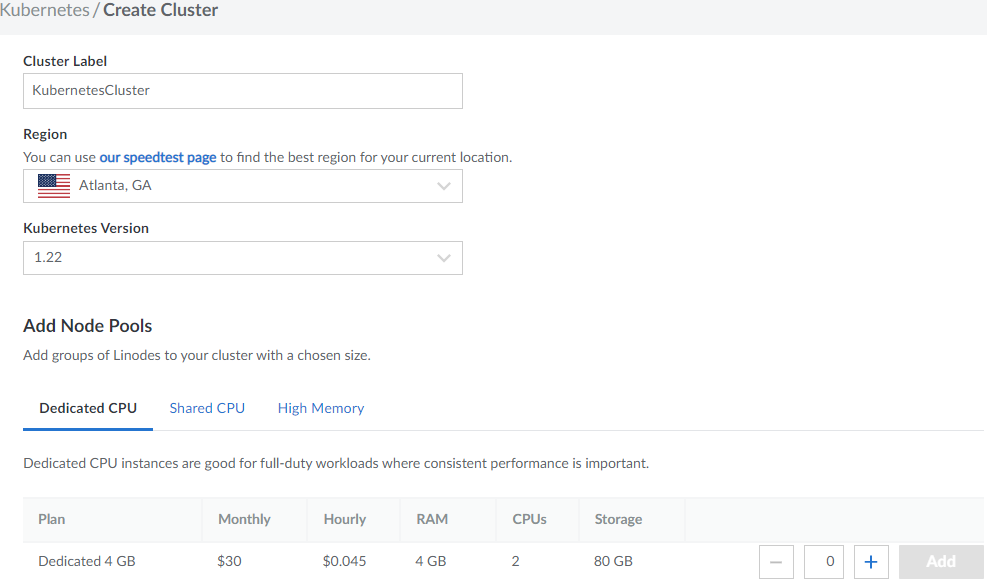 Kubernetes / Create Cluster
Cluster Label
KubernetesCluster
Region
You can use our speedtest page to find the best region for your current location.
Atlanta, GA
Kubernetes Version
1.22
Add Node Pools
Add groups of Linodes to your cluster with a chosen size.
Dedicated CPU Shared CPU High Memory
Dedicated CPU instances are good for full-duty workloads where consistent performance is important.
Plan Monthly Hourly RAM CPUs Storage
Dedicated 4 GB $30 $0.045 4 GB 2 80 GB − 0 + Add